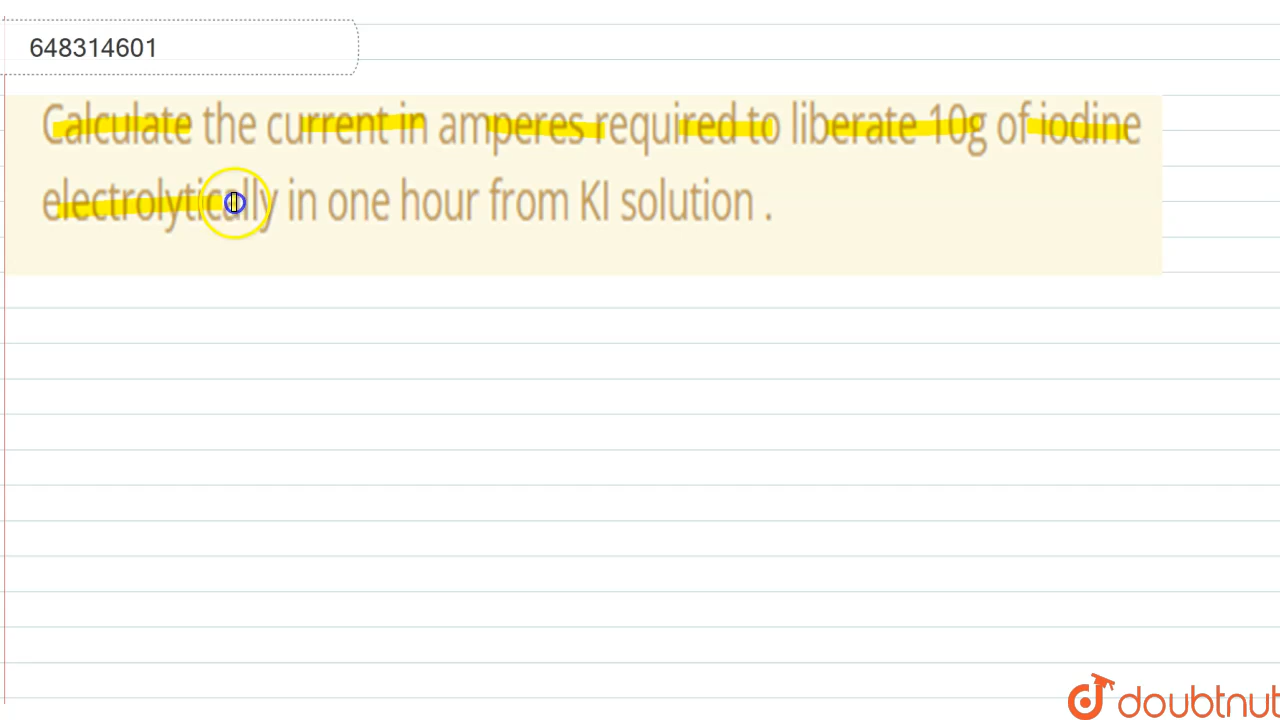 648314601
Calculate the current in amperes required to liberate 10g of iodine
electrolytically in one hour from KI solution .
doubtnut